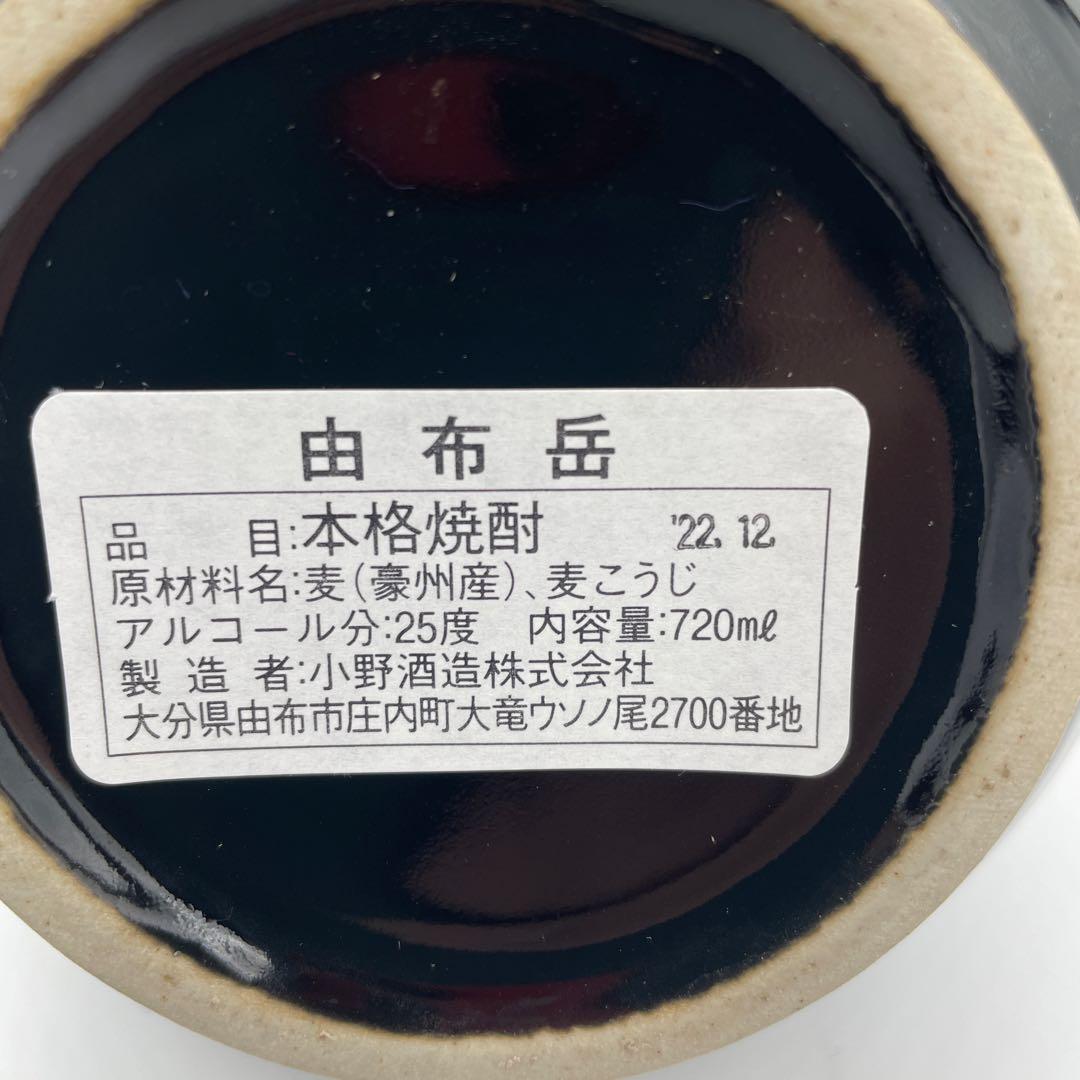 由布岳
品目:本格焼酎 '22.12
原材料名:麦(豪州産)、麦こうじ
アルコール分:25度 内容量:720mℓ
製造者:小野酒造株式会社
大分県由布市庄内町大竜ウソノ尾2700番地